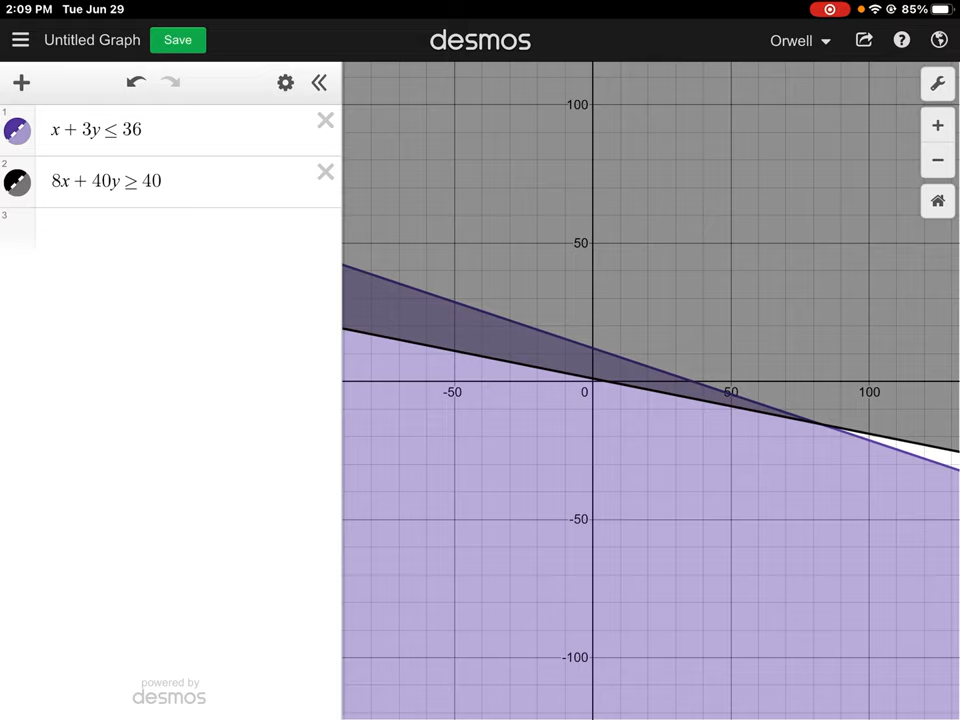 2:09 PM Tue Jun 29 85%
Untitled Graph Save desmos Orwell
1
x + 3y ≤ 36
2
8x + 40y ≥ 40
3
100
50
-50 0 50 100
-50
-100
powered by
desmos